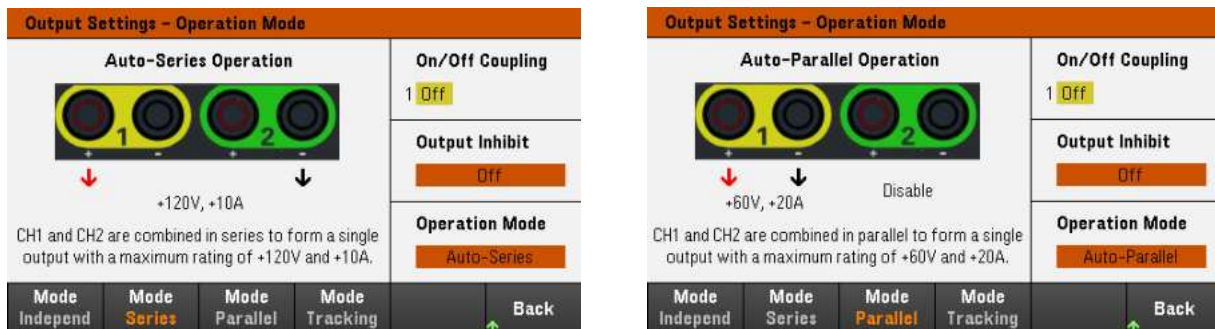 Output Settings - Operation Mode
Auto-Series Operation
1
2
+ - + -
+120V, +10A
CH1 and CH2 are combined in series to form a single
output with a maximum rating of +120V and +10A.
On/Off Coupling
1 Off
Output Inhibit
Off
Operation Mode
Auto-Series
Mode Independ
Mode Series
Mode Parallel
Mode Tracking
Back
Output Settings - Operation Mode
Auto-Parallel Operation
1
2
+ - + -
+60V, +20A
Disable
CH1 and CH2 are combined in parallel to form a single
output with a maximum rating of +60V and +20A.
On/Off Coupling
1 Off
Output Inhibit
Off
Operation Mode
Auto-Parallel
Mode Independ
Mode Series
Mode Parallel
Mode Tracking
Back